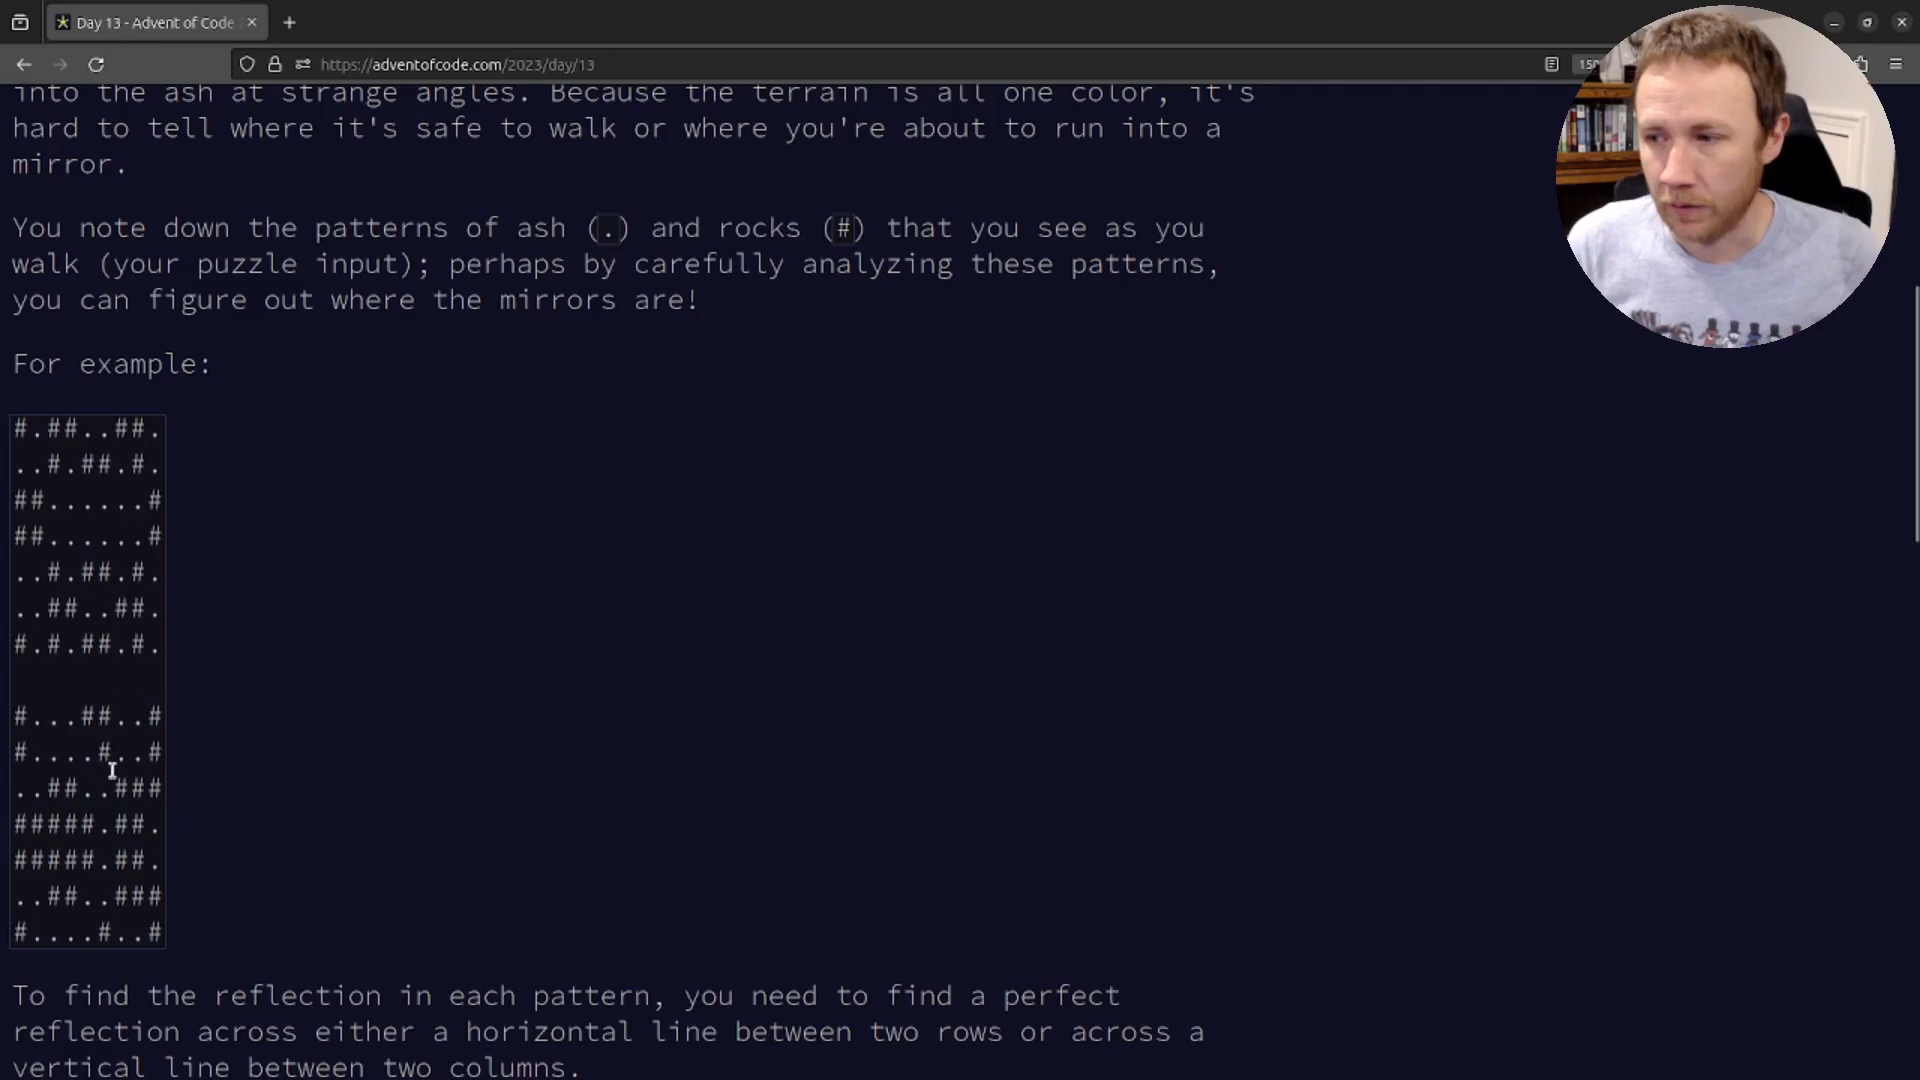 Day 13 - Advent of Code
https://adventofcode.com/2023/day/13
into the ash at strange angles. Because the terrain is all one color, it's
hard to tell where it's safe to walk or where you're about to run into a
mirror.
You note down the patterns of ash (.) and rocks (#) that you see as you
walk (your puzzle input); perhaps by carefully analyzing these patterns,
you can figure out where the mirrors are!
For example:
#.##..##.
..#.##.#.
##......#
##......#
..#.##.#.
..##..##.
#.#.##.#.
#...##..#
#....#..#
..##..###
#####.##.
#####.##.
..##..###
#....#..#
To find the reflection in each pattern, you need to find a perfect
reflection across either a horizontal line between two rows or across a
vertical line between two columns.